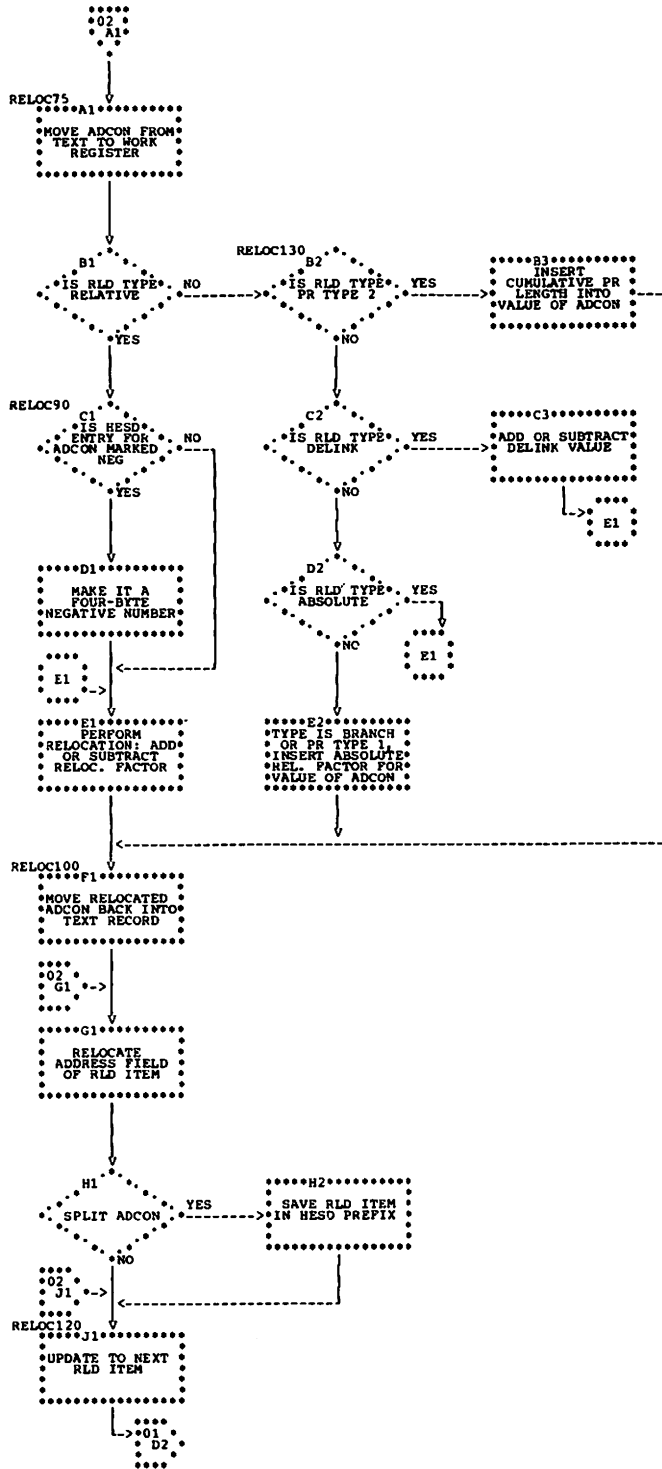 02
A1
RELOC75
A1
MOVE ADCON FROM
TEXT TO WORK
REGISTER
B1
IS RLD TYPE
RELATIVE
NO
YES
RELOC130
B2
IS RLD TYPE
PR TYPE 2
YES
NO
B3
INSERT
CUMULATIVE PR
LENGTH INTO
VALUE OF ADCON
RELOC90
C1
IS HESD
ENTRY FOR
ADCON MARKED
NEG
NO
YES
C2
IS RLD TYPE
DELINK
YES
NO
C3
ADD OR SUBTRACT
DELINK VALUE
E1
D1
MAKE IT A
FOUR-BYTE
NEGATIVE NUMBER
D2
IS RLD TYPE
ABSOLUTE
YES
NO
E1
E1
E1
PERFORM
RELOCATION: ADD
OR SUBTRACT
RELOC. FACTOR
E2
TYPE IS BRANCH
OR PR TYPE 1,
INSERT ABSOLUTE
REL. FACTOR FOR
VALUE OF ADCON
RELOC100
F1
MOVE RELOCATED
ADCON BACK INTO
TEXT RECORD
02
G1
G1
RELOCATE
ADDRESS FIELD
OF RLD ITEM
H1
SPLIT ADCON
YES
NO
H2
SAVE RLD ITEM
IN HESD PREFIX
02
J1
RELOC120
J1
UPDATE TO NEXT
RLD ITEM
01
D2